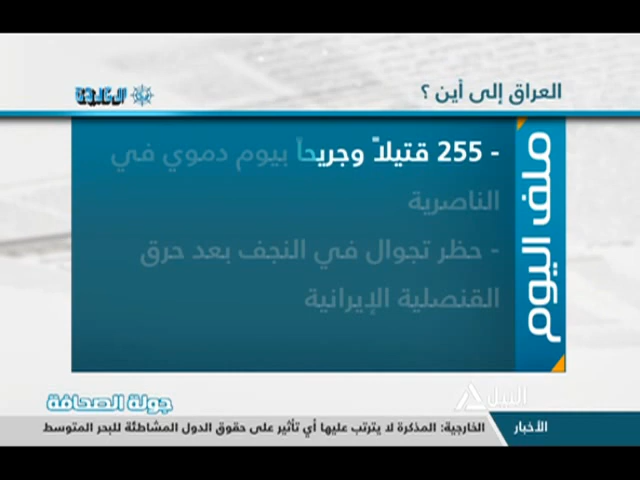 العراق إلى أين ؟
ملف اليوم
- 255 قتيلاً وجريحاً بيوم دموي في
الناصرية
- حظر تجوال في النجف بعد حرق
القنصلية الإيرانية
جولة الصحافة
النيل
الأخبار
الخارجية: المذكرة لا يترتب عليها أي تأثير على حقوق الدول المشاطئة للبحر المتوسط